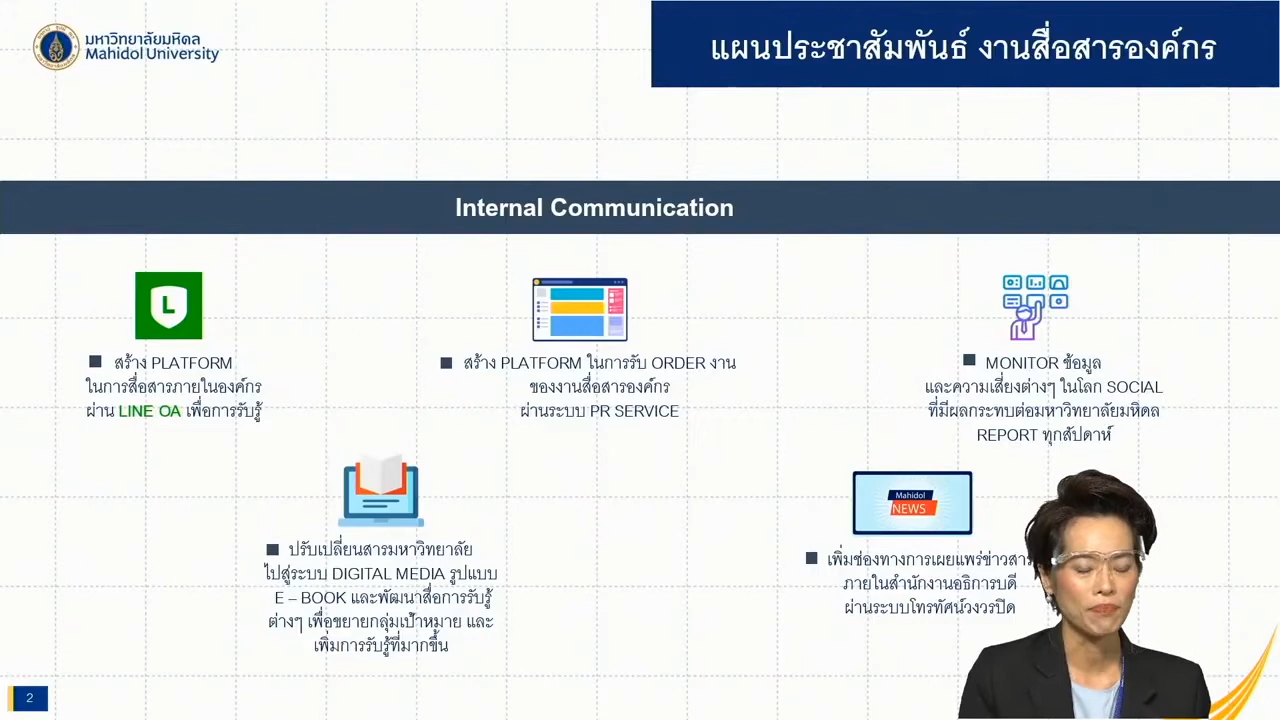 มหาวิทยาลัยมหิดล
Mahidol University
แผนประชาสัมพันธ์ งานสื่อสารองค์กร
Internal Communication
L
สร้าง PLATFORM
ในการสื่อสารภายในองค์กร
ผ่าน LINE OA เพื่อการรับรู้
สร้าง PLATFORM ในการรับ ORDER งาน
ของงานสื่อสารองค์กร
ผ่านระบบ PR SERVICE
MONITOR ข้อมูล
และความเสี่ยงต่างๆ ในโลก SOCIAL
ที่มีผลกระทบต่อมหาวิทยาลัยมหิดล
REPORT ทุกสัปดาห์
ปรับเปลี่ยนสารมหาวิทยาลัย
ไปสู่ระบบ DIGITAL MEDIA รูปแบบ
E – BOOK และพัฒนาสื่อการรับรู้
ต่างๆ เพื่อขยายกลุ่มเป้าหมาย และ
เพิ่มการรับรู้ที่มากขึ้น
Mahidol
NEWS
เพิ่มช่องทางการเผยแพร่ข่าวสาร
ภายในสำนักงานอธิการบดี
ผ่านระบบโทรทัศน์วงวรปิด
2